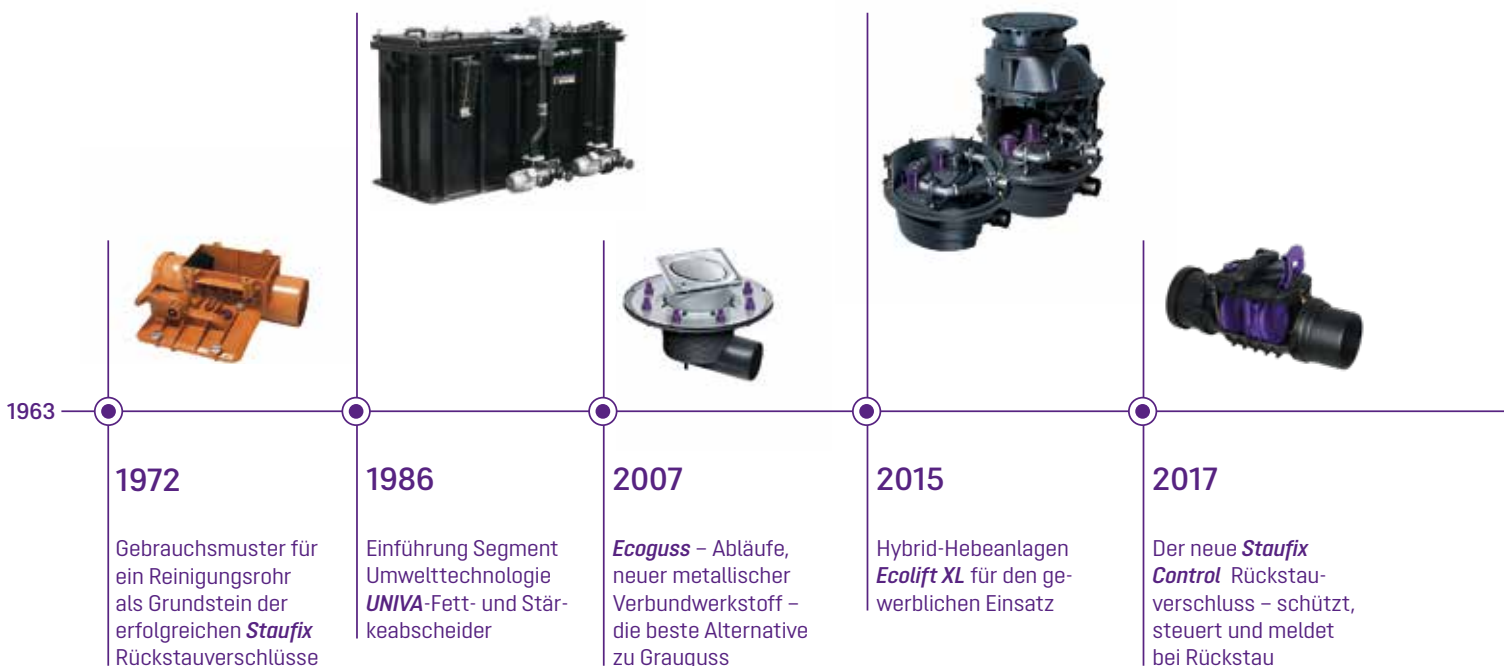 1963
1972
Gebrauchsmuster für
ein Reinigungsrohr
als Grundstein der
erfolgreichen Staufix
Rückstauverschlüsse
1986
Einführung Segment
Umwelttechnologie
UNIVA-Fett- und Stär-
keabscheider
2007
Ecoguss – Abläufe,
neuer metallischer
Verbundwerkstoff –
die beste Alternative
zu Grauguss
2015
Hybrid-Hebeanlagen
Ecolift XL für den ge-
werblichen Einsatz
2017
Der neue Staufix
Control Rückstau-
verschluss – schützt,
steuert und meldet
bei Rückstau